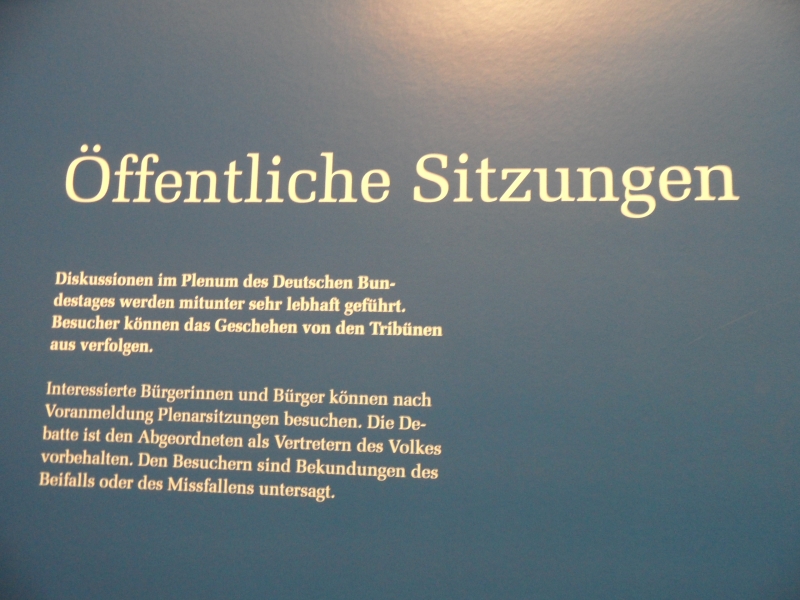 Öffentliche Sitzungen
Diskussionen im Plenum des Deutschen Bun-
destages werden mitunter sehr lebhaft geführt.
Besucher können das Geschehen von den Tribünen
aus verfolgen.
Interessierte Bürgerinnen und Bürger können nach
Voranmeldung Plenarsitzungen besuchen. Die De-
batte ist den Abgeordneten als Vertretern des Volkes
vorbehalten. Den Besuchern sind Bekundungen des
Beifalls oder des Missfallens untersagt.